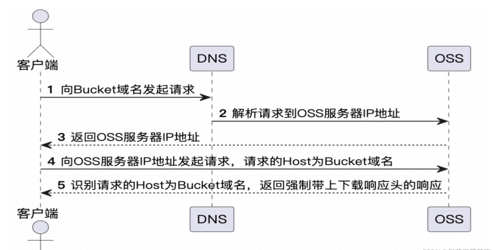 客户端
DNS
OSS
1 向Bucket域名发起请求
2 解析请求到OSS服务器IP地址
3 返回OSS服务器IP地址
4 向OSS服务器IP地址发起请求，请求的Host为Bucket域名
5 识别请求的Host为Bucket域名，返回强制带上下载响应头的响应
客户端
DNS
OSS